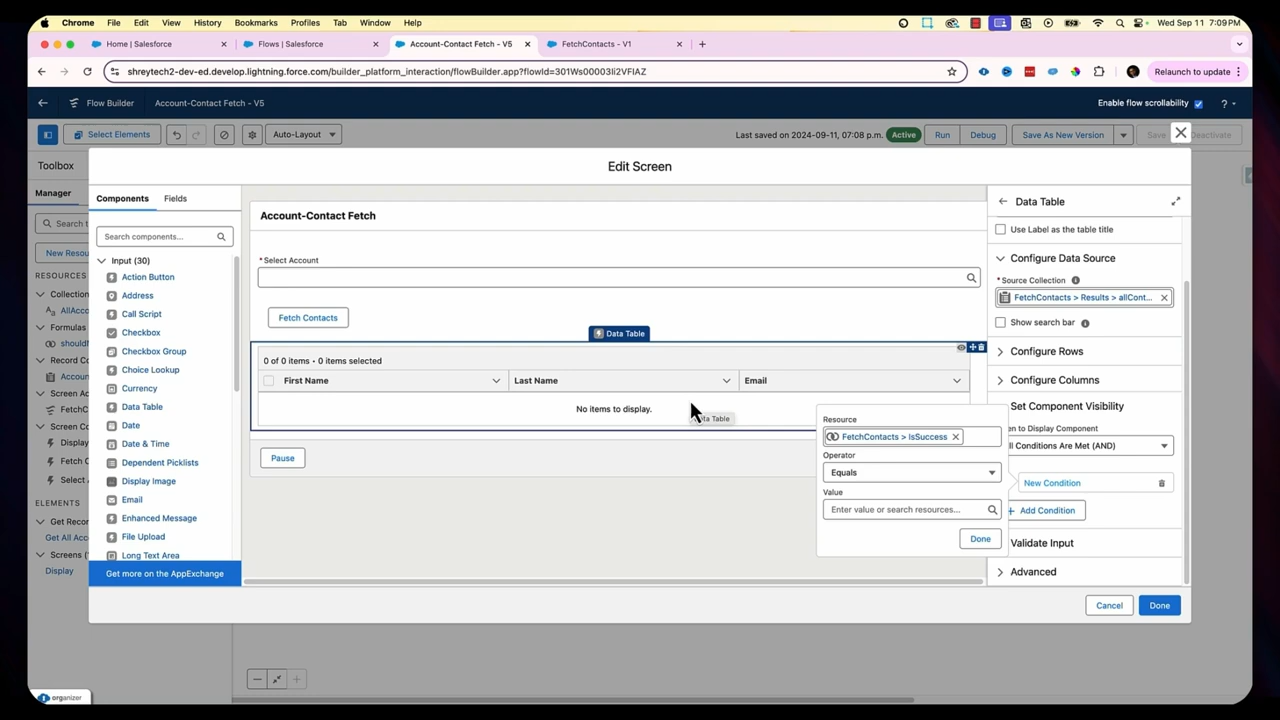 Chrome File Edit View History Bookmarks Profiles Tab Window Help Wed Sep 11 7:09 PM
Home | Salesforce Flows | Salesforce Account-Contact Fetch - V5 FetchContacts - V1
shreytech2-dev-ed.develop.lightning.force.com/builder_platform_interaction/flowBuilder.app?flowId=301Ws00003Ii2VFIAZ Relaunch to update
Flow Builder Account-Contact Fetch - V5 Enable flow scrollability ?
Select Elements Auto-Layout Last saved on 2024-09-11, 07:08 p.m. Active Run Debug Save As New Version Save Deactivate
Toolbox
Manager
Search t
New Resou
RESOURCES
Collection
AllAcco
Formulas
shouldN
Record Co
Accoun
Screen Ac
FetchC
Screen Co
Display
Fetch C
Select A
ELEMENTS
Get Recor
Get All Acc
Screens (
Display
Edit Screen
Components Fields
Search components...
Input (30)
Action Button
Address
Call Script
Checkbox
Checkbox Group
Choice Lookup
Currency
Data Table
Date
Date & Time
Dependent Picklists
Display Image
Email
Enhanced Message
File Upload
Long Text Area
Get more on the AppExchange
Account-Contact Fetch
*Select Account
Fetch Contacts
Data Table
0 of 0 items • 0 items selected
First Name Last Name Email
No items to display.
Data Table
Pause
Resource
FetchContacts > IsSuccess
Operator
Equals
Value
Enter value or search resources...
Done
Data Table
Use Label as the table title
Configure Data Source
*Source Collection
FetchContacts > Results > allCont...
Show search bar
Configure Rows
Configure Columns
Set Component Visibility
en to Display Component
ll Conditions Are Met (AND)
New Condition
+ Add Condition
Validate Input
Advanced
Cancel Done
organizer